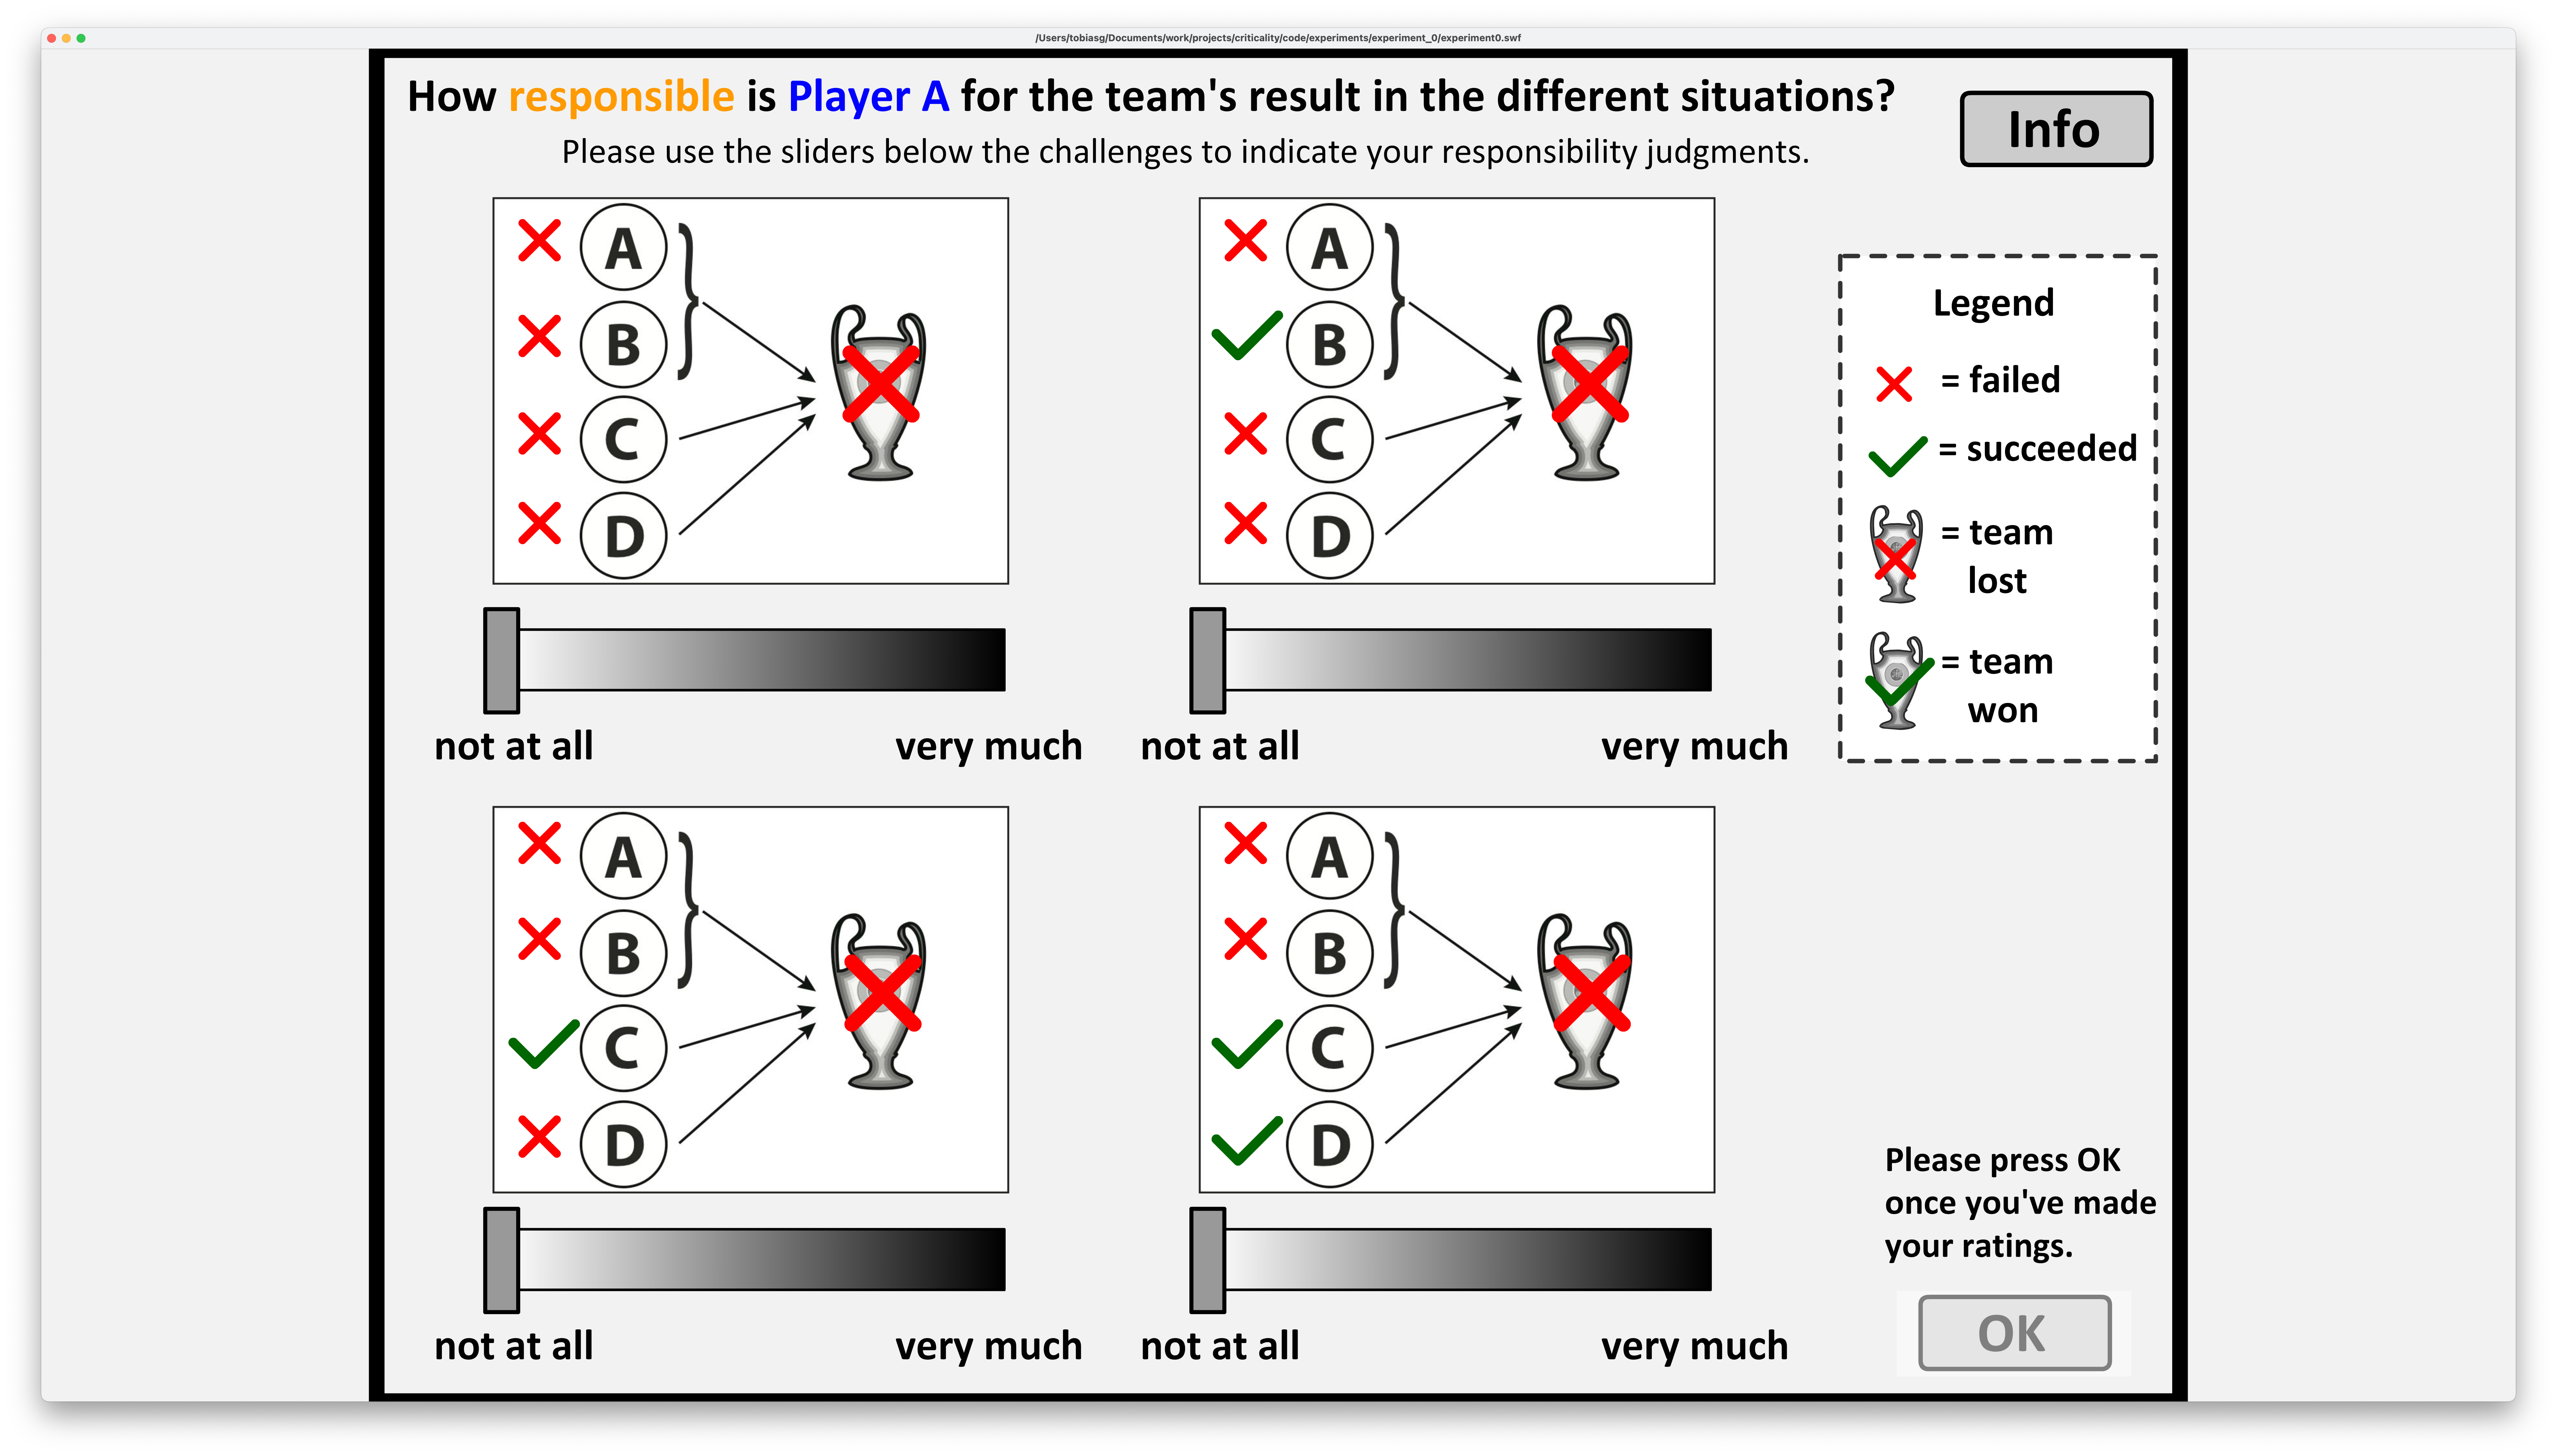 /Users/tobiasg/Documents/work/projects/criticality/code/experiments/experiment_0/experiment0.swf
How responsible is Player A for the team's result in the different situations?
Please use the sliders below the challenges to indicate your responsibility judgments.
Info
A
B
C
D
not at all
very much
A
B
C
D
not at all
very much
Legend
= failed
= succeeded
= team
lost
= team
won
A
B
C
D
not at all
very much
A
B
C
D
not at all
very much
Please press OK
once you've made
your ratings.
OK